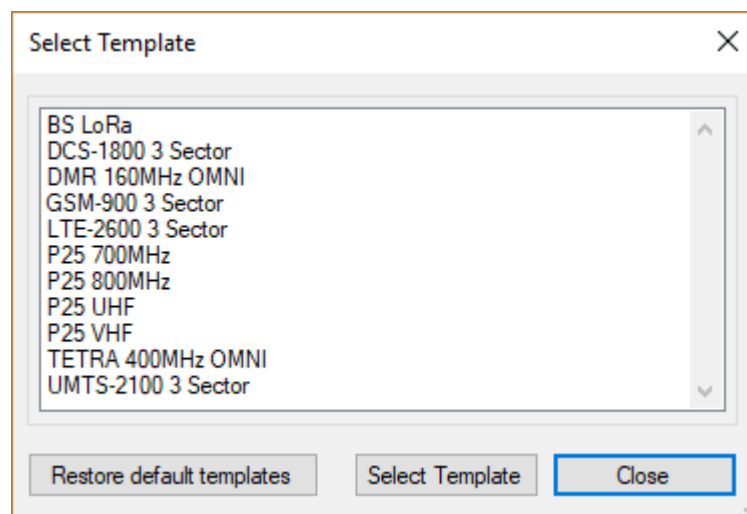 Select Template
BS LoRa
DCS-1800 3 Sector
DMR 160MHz OMNI
GSM-900 3 Sector
LTE-2600 3 Sector
P25 700MHz
P25 800MHz
P25 UHF
P25 VHF
TETRA 400MHz OMNI
UMTS-2100 3 Sector
Restore default templates Select Template Close